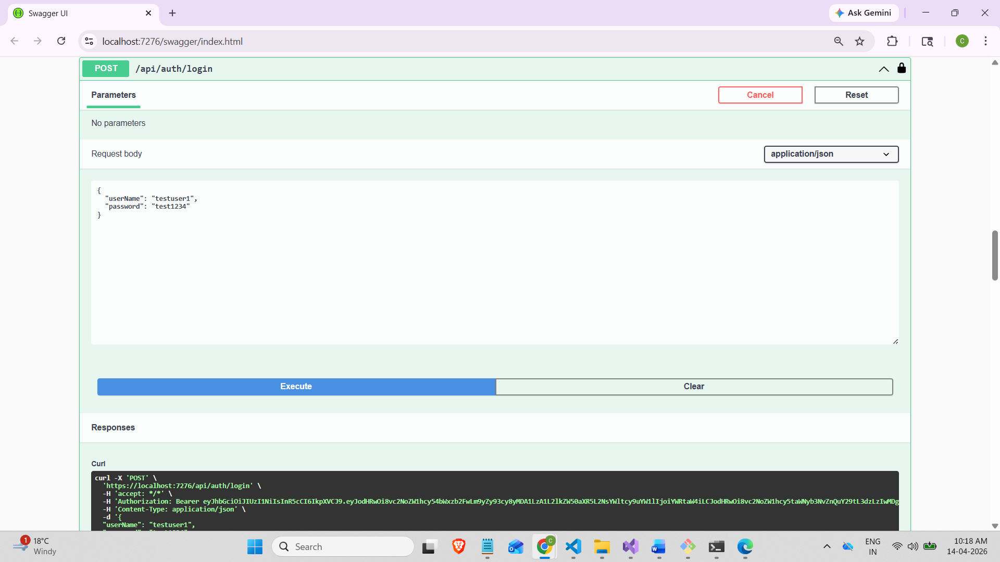 Swagger UI
Ask Gemini
localhost:7276/swagger/index.html
C
POST /api/auth/login
Parameters
Cancel
Reset
No parameters
Request body
application/json
{
  "userName": "testuser1",
  "password": "test1234"
}
Execute
Clear
Responses
Curl
curl -X 'POST' \
  'https://localhost:7276/api/auth/login' \
  -H 'accept: */*' \
  -H 'Authorization: Bearer eyJhbGciOiJIUzI1NiIsInR5cCI6IkpXVCJ9.eyJodHRwOi8vc2NoZW1hcy54bWxzb2FwLm9yZy93cy8yMDA1LzA1L2lkZW50aXR5L2NsYWltcy9uYW1lIjoiYWRtaW4iLCJodHRwOi8vc2NoZW1hcy5taWNyb3NvZnQuY29tL3dzLzIwMDg
  -H 'Content-Type: application/json' \
  -d '{
  "userName": "testuser1",
1
18°C
Windy
Search
C
ENG
IN
10:18 AM
14-04-2026